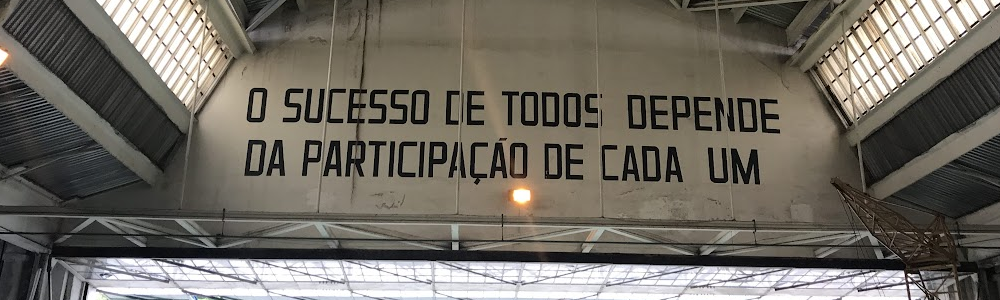 O SUCESSO DE TODOS DEPENDE
DA PARTICIPAÇÃO DE CADA UM